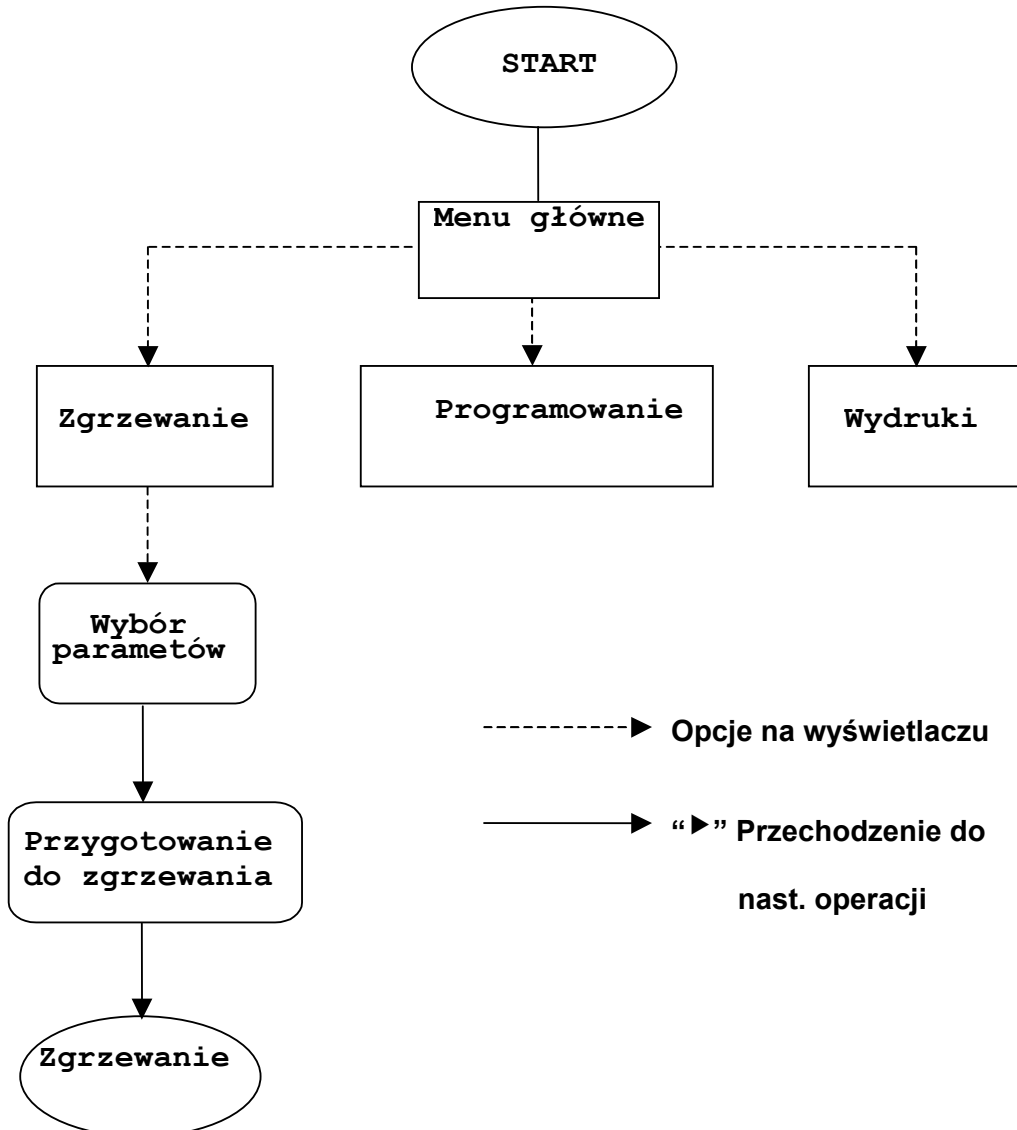 START
Menu główne
Zgrzewanie
Programowanie
Wydruki
Wybór
parametów
Opcje na wyświetlaczu
“►” Przechodzenie do
nast. operacji
Przygotowanie
do zgrzewania
Zgrzewanie